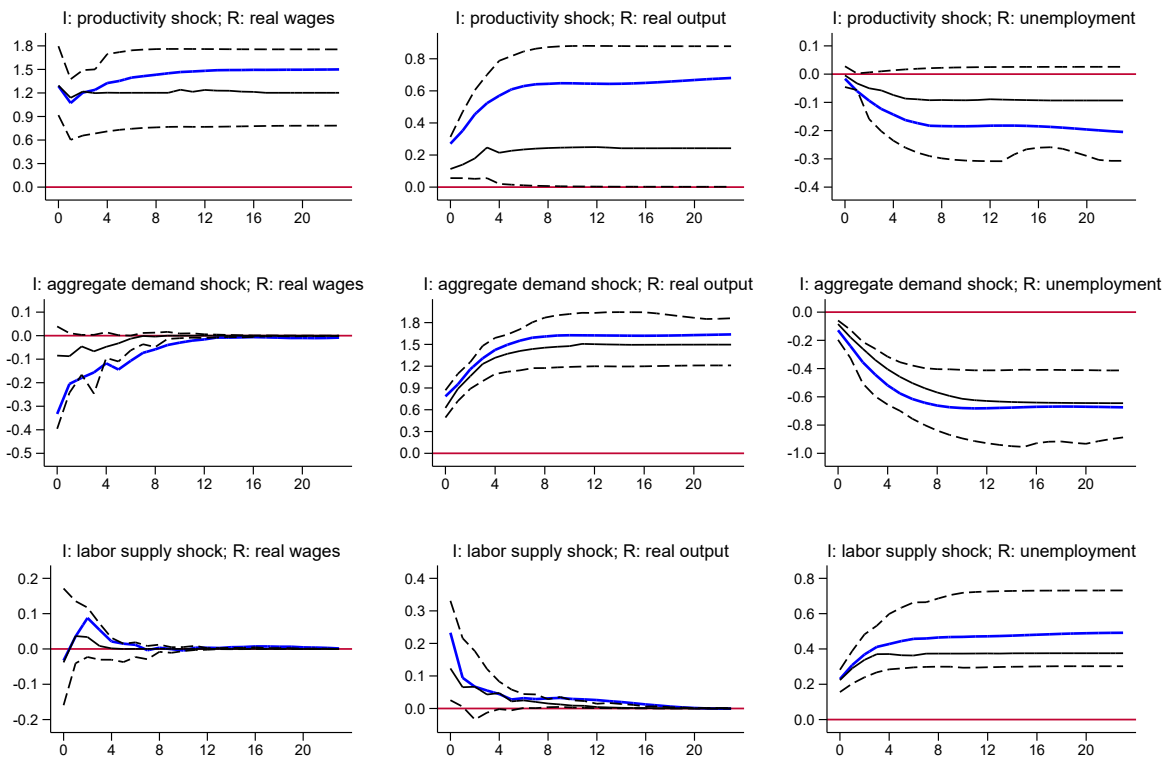 I: productivity shock; R: real wages
1.8
1.5
1.2
0.9
0.6
0.3
0.0
0 4 8 12 16 20
I: productivity shock; R: real output
0.8
0.6
0.4
0.2
0.0
0 4 8 12 16 20
I: productivity shock; R: unemployment
0.1
0.0
-0.1
-0.2
-0.3
-0.4
0 4 8 12 16 20
I: aggregate demand shock; R: real wages
0.1
0.0
-0.1
-0.2
-0.3
-0.4
-0.5
0 4 8 12 16 20
I: aggregate demand shock; R: real output
1.8
1.5
1.2
0.9
0.6
0.3
0.0
0 4 8 12 16 20
I: aggregate demand shock; R: unemployment
0.0
-0.2
-0.4
-0.6
-0.8
-1.0
0 4 8 12 16 20
I: labor supply shock; R: real wages
0.2
0.1
0.0
-0.1
-0.2
0 4 8 12 16 20
I: labor supply shock; R: real output
0.4
0.3
0.2
0.1
0.0
0 4 8 12 16 20
I: labor supply shock; R: unemployment
0.8
0.6
0.4
0.2
0.0
0 4 8 12 16 20